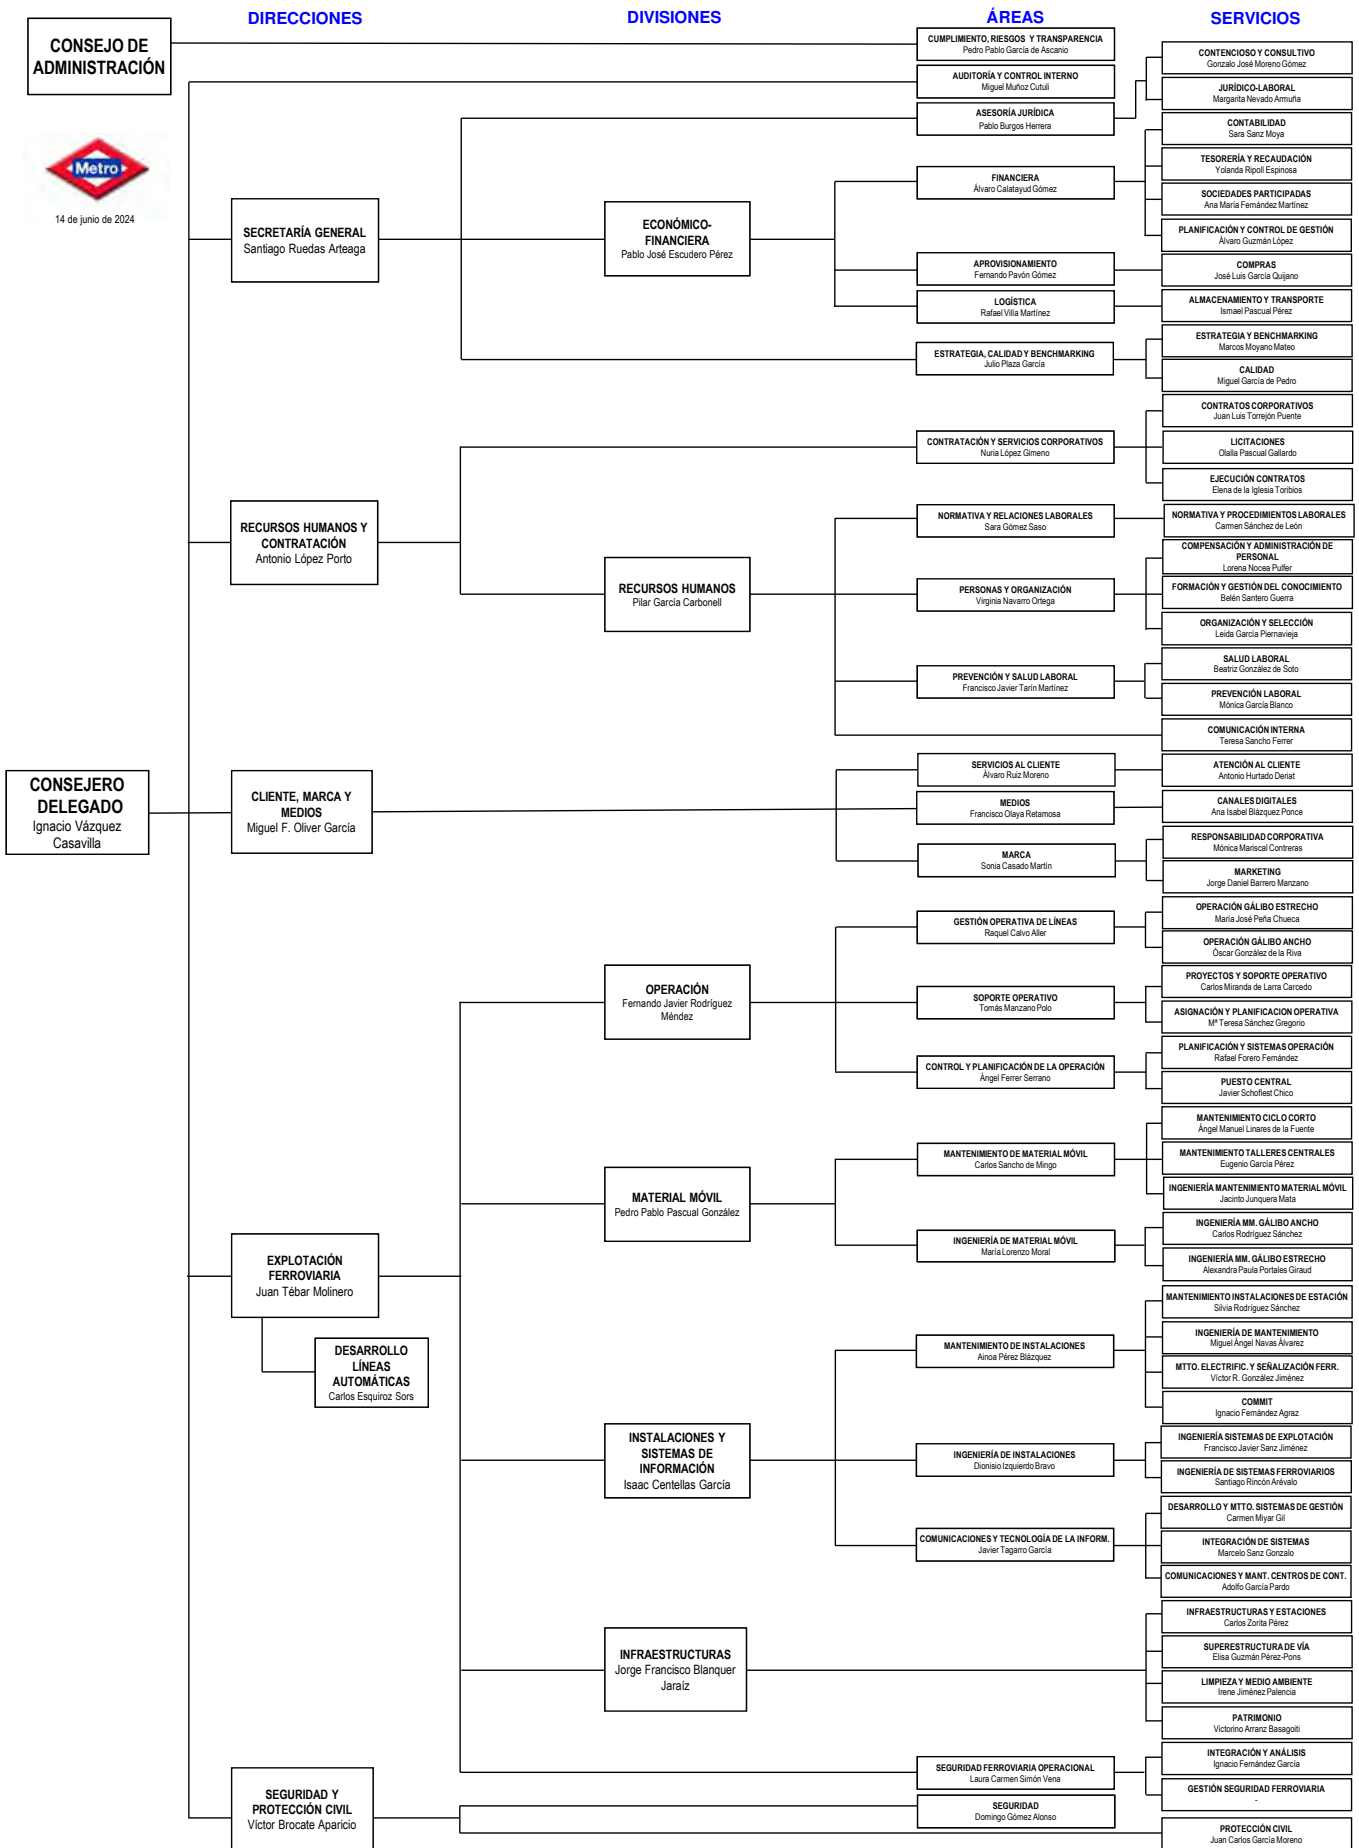 DIRECCIONES
DIVISIONES
ÁREAS
SERVICIOS
CONSEJO DE
ADMINISTRACIÓN
Metro
14 de junio de 2024
CONSEJERO
DELEGADO
Ignacio Vázquez
Casavilla
SECRETARÍA GENERAL
Santiago Ruedas Arteaga
RECURSOS HUMANOS Y
CONTRATACIÓN
Antonio López Porto
CLIENTE, MARCA Y
MEDIOS
Miguel F. Oliver García
EXPLOTACIÓN
FERROVIARIA
Juan Tébar Molinero
DESARROLLO
LÍNEAS
AUTOMÁTICAS
Carlos Esquiroz Sors
SEGURIDAD Y
PROTECCIÓN CIVIL
Víctor Brocate Aparicio
ECONÓMICO-
FINANCIERA
Pablo José Escudero Pérez
RECURSOS HUMANOS
Pilar García Carbonell
OPERACIÓN
Fernando Javier Rodríguez
Méndez
MATERIAL MÓVIL
Pedro Pablo Pascual González
INSTALACIONES Y
SISTEMAS DE
INFORMACIÓN
Isaac Centellas García
INFRAESTRUCTURAS
Jorge Francisco Blanquer
Jaraíz
CUMPLIMIENTO, RIESGOS Y TRANSPARENCIA
Pedro Pablo García de Ascanio
AUDITORÍA Y CONTROL INTERNO
Miguel Muñoz Cutuli
ASESORÍA JURÍDICA
Pablo Burgos Herrera
FINANCIERA
Álvaro Calatayud Gómez
APROVISIONAMIENTO
Fernando Pavón Gómez
LOGÍSTICA
Rafael Villa Martínez
ESTRATEGIA, CALIDAD Y BENCHMARKING
Julio Plaza García
CONTRATACIÓN Y SERVICIOS CORPORATIVOS
Nuria López Gimeno
NORMATIVA Y RELACIONES LABORALES
Sara Gómez Saso
PERSONAS Y ORGANIZACIÓN
Virginia Navarro Ortega
PREVENCIÓN Y SALUD LABORAL
Francisco Javier Tarín Martínez
SERVICIOS AL CLIENTE
Álvaro Ruiz Moreno
MEDIOS
Francisco Olaya Retamosa
MARCA
Sonia Casado Martín
GESTIÓN OPERATIVA DE LÍNEAS
Raquel Calvo Aller
SOPORTE OPERATIVO
Tomás Manzano Polo
CONTROL Y PLANIFICACIÓN DE LA OPERACIÓN
Ángel Ferrer Serrano
MANTENIMIENTO DE MATERIAL MÓVIL
Carlos Sancho de Mingo
INGENIERÍA DE MATERIAL MÓVIL
María Lorenzo Moral
MANTENIMIENTO DE INSTALACIONES
Ainoa Pérez Blázquez
INGENIERÍA DE INSTALACIONES
Dionisio Izquierdo Bravo
COMUNICACIONES Y TECNOLOGÍA DE LA INFORM.
Javier Tagarro García
SEGURIDAD FERROVIARIA OPERACIONAL
Laura Carmen Simón Vena
SEGURIDAD
Domingo Gómez Alonso
CONTENCIOSO Y CONSULTIVO
Gonzalo José Moreno Gómez
JURÍDICO-LABORAL
Margarita Nevado Armuña
CONTABILIDAD
Sara Sanz Moya
TESORERÍA Y RECAUDACIÓN
Yolanda Ripoll Espinosa
SOCIEDADES PARTICIPADAS
Ana María Fernández Martínez
PLANIFICACIÓN Y CONTROL DE GESTIÓN
Álvaro Guzmán López
COMPRAS
José Luis García Quijano
ALMACENAMIENTO Y TRANSPORTE
Ismael Pascual Pérez
ESTRATEGIA Y BENCHMARKING
Marcos Moyano Mateo
CALIDAD
Miguel García de Pedro
CONTRATOS CORPORATIVOS
Juan Luis Torrejón Puente
LICITACIONES
Olalla Pascual Gallardo
EJECUCIÓN CONTRATOS
Elena de la Iglesia Toribios
NORMATIVA Y PROCEDIMIENTOS LABORALES
Carmen Sánchez de León
COMPENSACIÓN Y ADMINISTRACIÓN DE
PERSONAL
Lorena Nocea Pulfer
FORMACIÓN Y GESTIÓN DEL CONOCIMIENTO
Belén Santero Guerra
ORGANIZACIÓN Y SELECCIÓN
Leida García Piernavieja
SALUD LABORAL
Beatriz González de Soto
PREVENCIÓN LABORAL
Mónica García Blanco
COMUNICACIÓN INTERNA
Teresa Sancho Ferrer
ATENCIÓN AL CLIENTE
Antonio Hurtado Deriat
CANALES DIGITALES
Ana Isabel Blázquez Ponce
RESPONSABILIDAD CORPORATIVA
Mónica Mariscal Contreras
MARKETING
Jorge Daniel Barrero Manzano
OPERACIÓN GÁLIBO ESTRECHO
María José Peña Chueca
OPERACIÓN GÁLIBO ANCHO
Óscar González de la Riva
PROYECTOS Y SOPORTE OPERATIVO
Carlos Miranda de Larra Carcedo
ASIGNACIÓN Y PLANIFICACION OPERATIVA
Mª Teresa Sánchez Gregorio
PLANIFICACIÓN Y SISTEMAS OPERACIÓN
Rafael Forero Fernández
PUESTO CENTRAL
Javier Schoflest Chico
MANTENIMIENTO CICLO CORTO
Ángel Manuel Linares de la Fuente
MANTENIMIENTO TALLERES CENTRALES
Eugenio García Pérez
INGENIERÍA MANTENIMIENTO MATERIAL MÓVIL
Jacinto Junquera Mata
INGENIERÍA MM. GÁLIBO ANCHO
Carlos Rodríguez Sánchez
INGENIERÍA MM. GÁLIBO ESTRECHO
Alexandra Paula Portales Giraud
MANTENIMIENTO INSTALACIONES DE ESTACIÓN
Silvia Rodríguez Sánchez
INGENIERÍA DE MANTENIMIENTO
Miguel Ángel Navas Álvarez
MTTO. ELECTRIFIC. Y SEÑALIZACIÓN FERR.
Víctor R. González Jiménez
COMMIT
Ignacio Fernández Agraz
INGENIERÍA SISTEMAS DE EXPLOTACIÓN
Francisco Javier Sanz Jiménez
INGENIERÍA DE SISTEMAS FERROVIARIOS
Santiago Rincón Arévalo
DESARROLLO Y MTTO. SISTEMAS DE GESTIÓN
Carmen Miyar Gil
INTEGRACIÓN DE SISTEMAS
Marcelo Sanz Gonzalo
COMUNICACIONES Y MANT. CENTROS DE CONT.
Adolfo García Pardo
INFRAESTRUCTURAS Y ESTACIONES
Carlos Zorita Pérez
SUPERESTRUCTURA DE VÍA
Elisa Guzmán Pérez-Pons
LIMPIEZA Y MEDIO AMBIENTE
Irene Jiménez Palencia
PATRIMONIO
Victorino Arranz Basagoiti
INTEGRACIÓN Y ANÁLISIS
Ignacio Fernández García
GESTIÓN SEGURIDAD FERROVIARIA
-
PROTECCIÓN CIVIL
Juan Carlos García Moreno